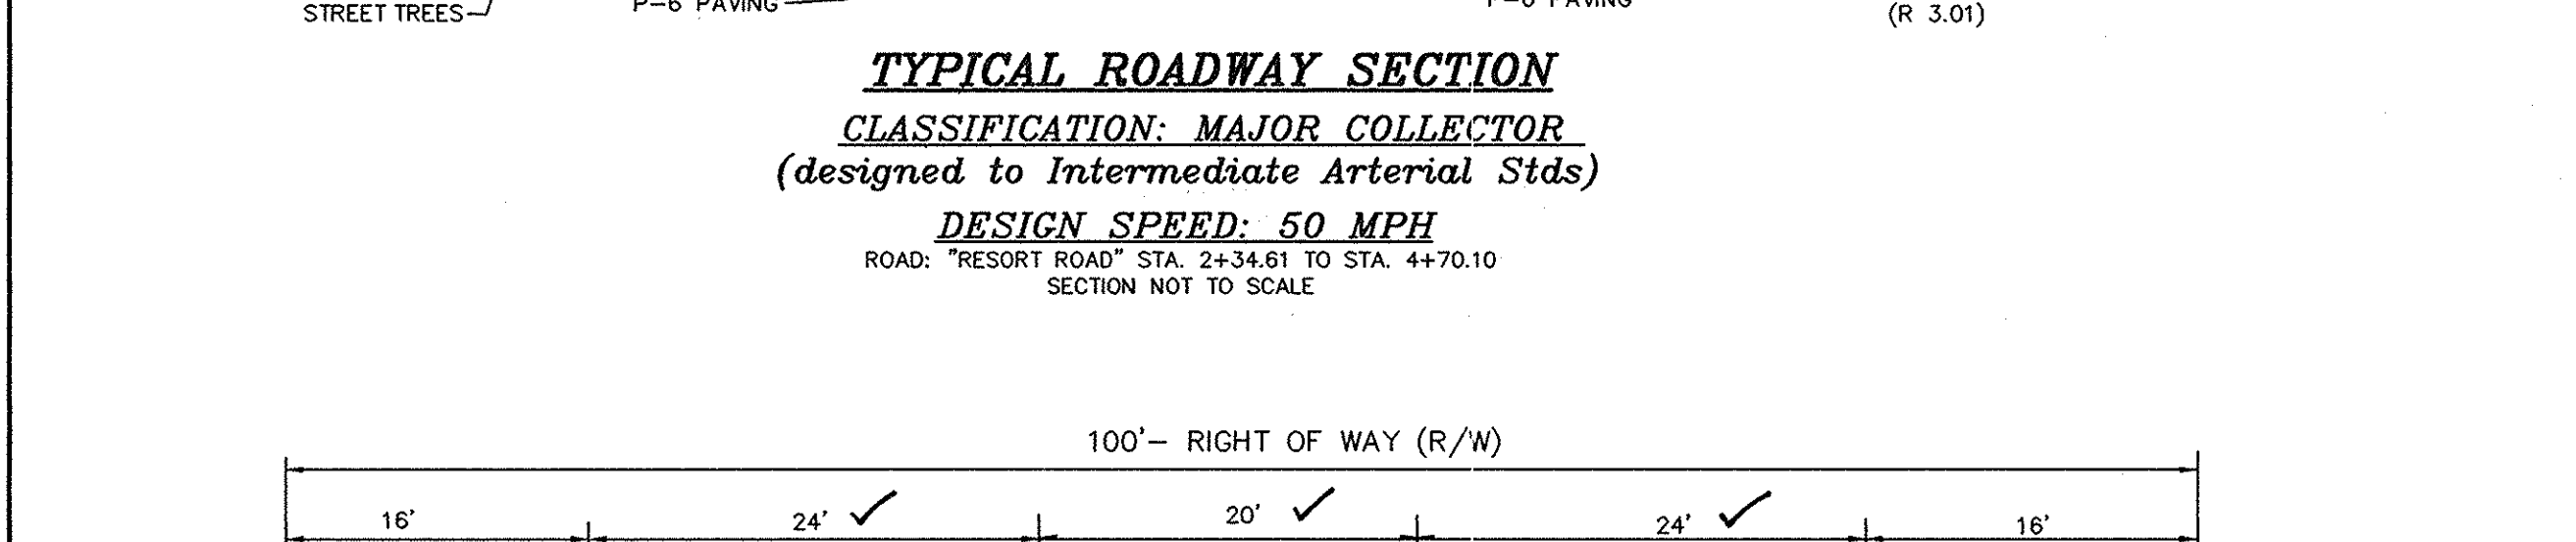 STREET TREES
P-6 PAVING
P-6 PAVING
(R 3.01)
TYPICAL ROADWAY SECTION
CLASSIFICATION: MAJOR COLLECTOR
(designed to Intermediate Arterial Stds)
DESIGN SPEED: 50 MPH
ROAD: "RESORT ROAD" STA. 2+34.61 TO STA. 4+70.10
SECTION NOT TO SCALE
100'- RIGHT OF WAY (R/W)
16' 24' 20' 24' 16'